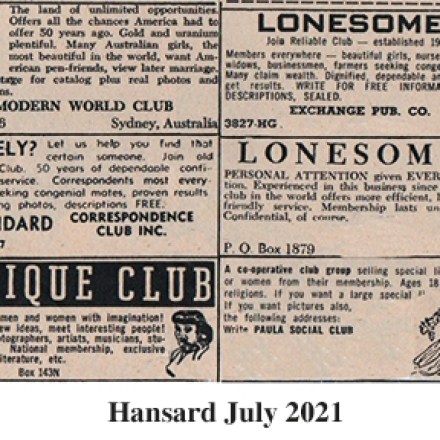 The land of unlimited opportunities.
Offers all the chances America had to
offer 50 years ago. Gold and uranium
plentiful. Many Australian girls, the
most beautiful in the world, want Am-
erican pen-friends, view later marriage.
tage for catalog plus real photos and
ns.
MODERN WORLD CLUB
6 Sydney, Australia
ELY? Let us help you find that
certain someone. Join old
Club. 50 years of dependable confi-
service. Correspondents most every-
eeking congenial mates, proven results.
ng photos, descriptions FREE.
NDARD CORRESPONDENCE
CLUB INC.
7
IQUE CLUB
men and women with imagination!
ew ideas, meet interesting people!
otographers, artists, musicians, stu-
National membership, exclusive
literature, etc.
Box 143N
LONESOME
Join Reliable Club — established 19
Members everywhere — beautiful girls, nurse
widows, businessmen, farmers seeking conge
Many claim wealth. Dignified, dependable a
get results. WRITE FOR FREE INFORMA
DESCRIPTIONS, SEALED.
EXCHANGE PUB. CO.
3827-HG
LONESOM
PERSONAL ATTENTION given EVER
tion. Experienced in this business since
club in the world offers more efficient, l
friendly service. Membership lasts un
Confidential, of course.
P. O. Box 1879
A co-operative club group selling special li
or women from their membership. Ages 18
religions. If you want a large special
If you want pictures also,
the following addresses:
Write PAULA SOCIAL CLUB
Hansard July 2021